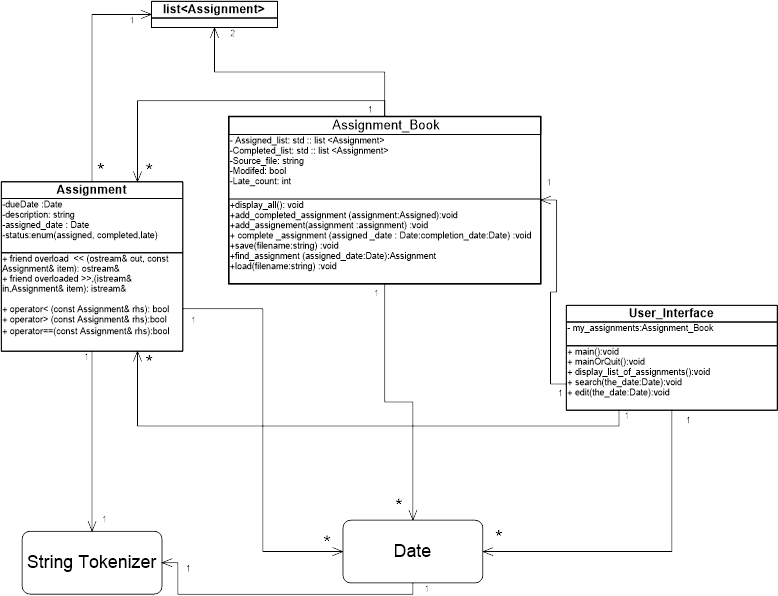 list<Assignment>
1
2
1
Assignment_Book
- Assigned_list: std :: list <Assignment>
-Completed_list: std :: list <Assignment>
-Source_file: string
-Modifed: bool
-Late_count: int
+display_all(): void
+add_completed_assignment (assignment:Assigned):void
+add_assignement(assignment :assignment) : void
+ complete _assignment (assigned _date : Date:completion_date:Date) : void
+save(filename:string) : void
+find_assignment (assigned_date:Date):Assignment
+load(filename:string) :void
*
*
Assignment
-dueDate :Date
-description: string
-assigned_date : Date
-status:enum(assigned, completed,late)
+ friend overload << (ostream& out, const
Assignment& item): ostream&
+ friend overloaded >>,(istream&
in,Assignment& item): istream&
+ operator< (const Assignment& rhs): bool
+ operator> (const Assignment& rhs):bool
+ operator==(const Assignment& rhs):bool
1
1
1
User_Interface
- my_assignments:Assignment_Book
+ main():void
+ mainOrQuit():void
+ display_list_of_assignments():void
+ search(the_date:Date):void
+ edit(the_date:Date):void
1
*
1
1
1
1
*
*
*
1
String Tokenizer
1
Date
1